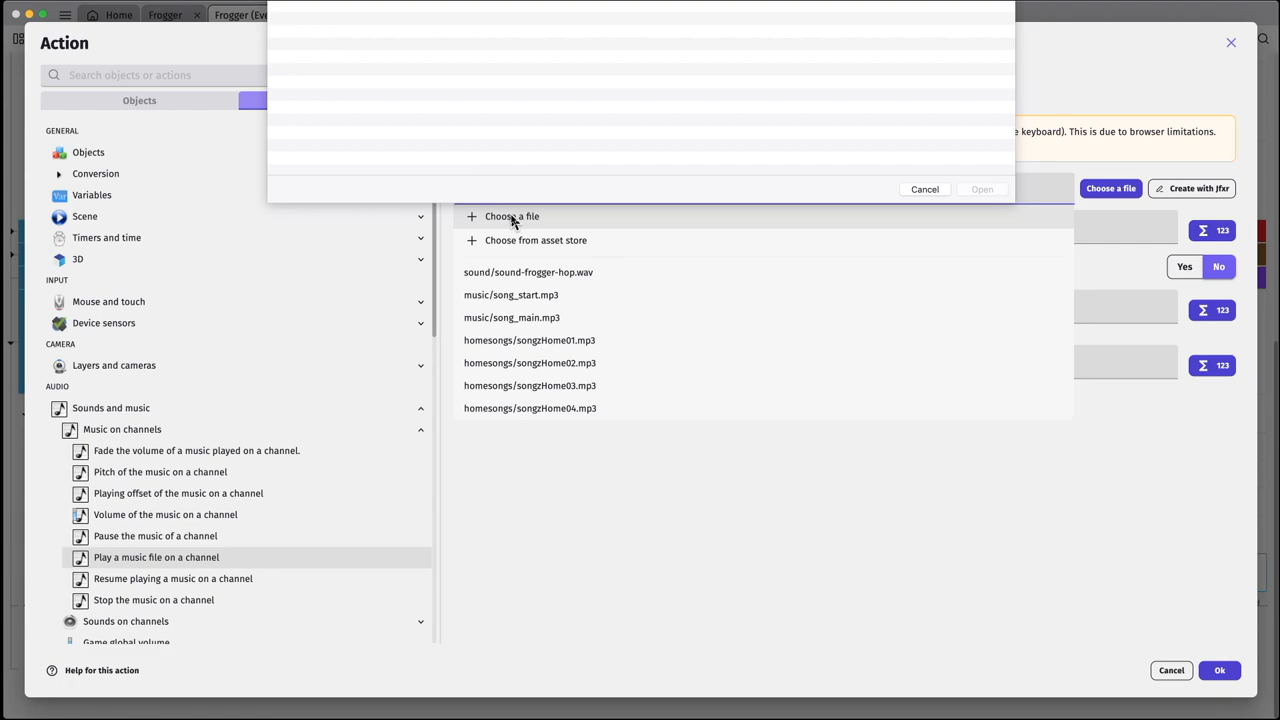 Home
Frogger
Frogger (Eve
Action
Search objects or actions
Objects
GENERAL
Objects
Conversion
Variables
Scene
Timers and time
3D
INPUT
Mouse and touch
Device sensors
CAMERA
Layers and cameras
AUDIO
Sounds and music
Music on channels
Fade the volume of a music played on a channel.
Pitch of the music on a channel
Playing offset of the music on a channel
Volume of the music on a channel
Pause the music of a channel
Play a music file on a channel
Resume playing a music on a channel
Stop the music on a channel
Sounds on channels
Game global volume
Help for this action
Cancel
Open
e keyboard). This is due to browser limitations.
Choose a file
Create with Jfxr
Choose a file
Choose from asset store
sound/sound-frogger-hop.wav
music/song_start.mp3
music/song_main.mp3
homesongs/songzHome01.mp3
homesongs/songzHome02.mp3
homesongs/songzHome03.mp3
homesongs/songzHome04.mp3
Σ 123
Yes
No
Σ 123
Σ 123
Cancel
Ok